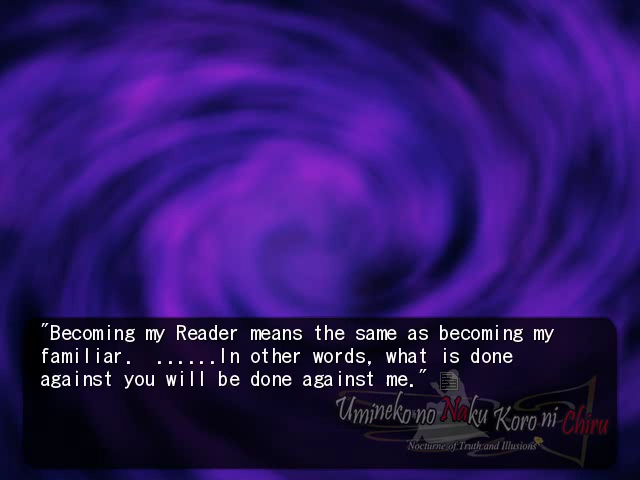 "Becoming my Reader means the same as becoming my
familiar.  ......In other words, what is done
against you will be done against me."
Umineko no Naku Koro ni Chiru
Nocturne of Truth and Illusions